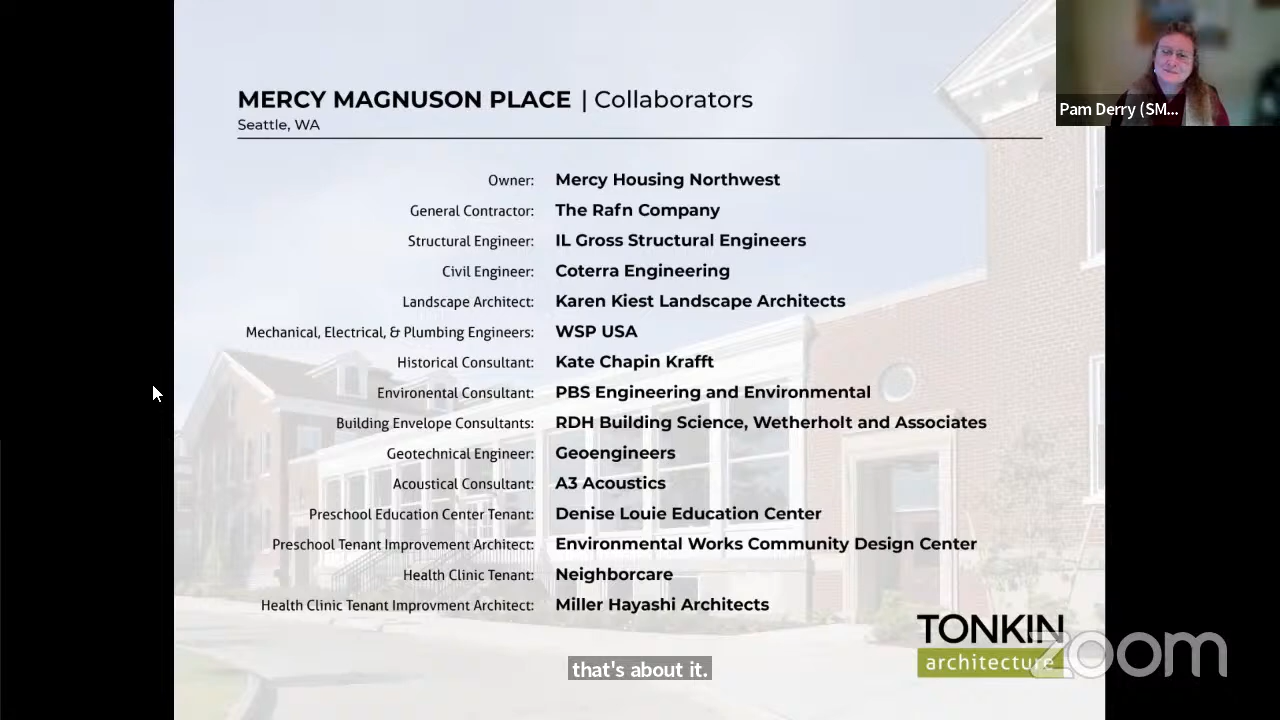 MERCY MAGNUSON PLACE | Collaborators
Seattle, WA
Pam Derry (SM...
Owner: Mercy Housing Northwest
General Contractor: The Rafn Company
Structural Engineer: IL Gross Structural Engineers
Civil Engineer: Coterra Engineering
Landscape Architect: Karen Kiest Landscape Architects
Mechanical, Electrical, & Plumbing Engineers: WSP USA
Historical Consultant: Kate Chapin Krafft
Environental Consultant: PBS Engineering and Environmental
Building Envelope Consultants: RDH Building Science, Wetherholt and Associates
Geotechnical Engineer: Geoengineers
Acoustical Consultant: A3 Acoustics
Preschool Education Center Tenant: Denise Louie Education Center
Preschool Tenant Improvement Architect: Environmental Works Community Design Center
Health Clinic Tenant: Neighborcare
Health Clinic Tenant Improvment Architect: Miller Hayashi Architects
TONKIN
architecture
zoom
that's about it.